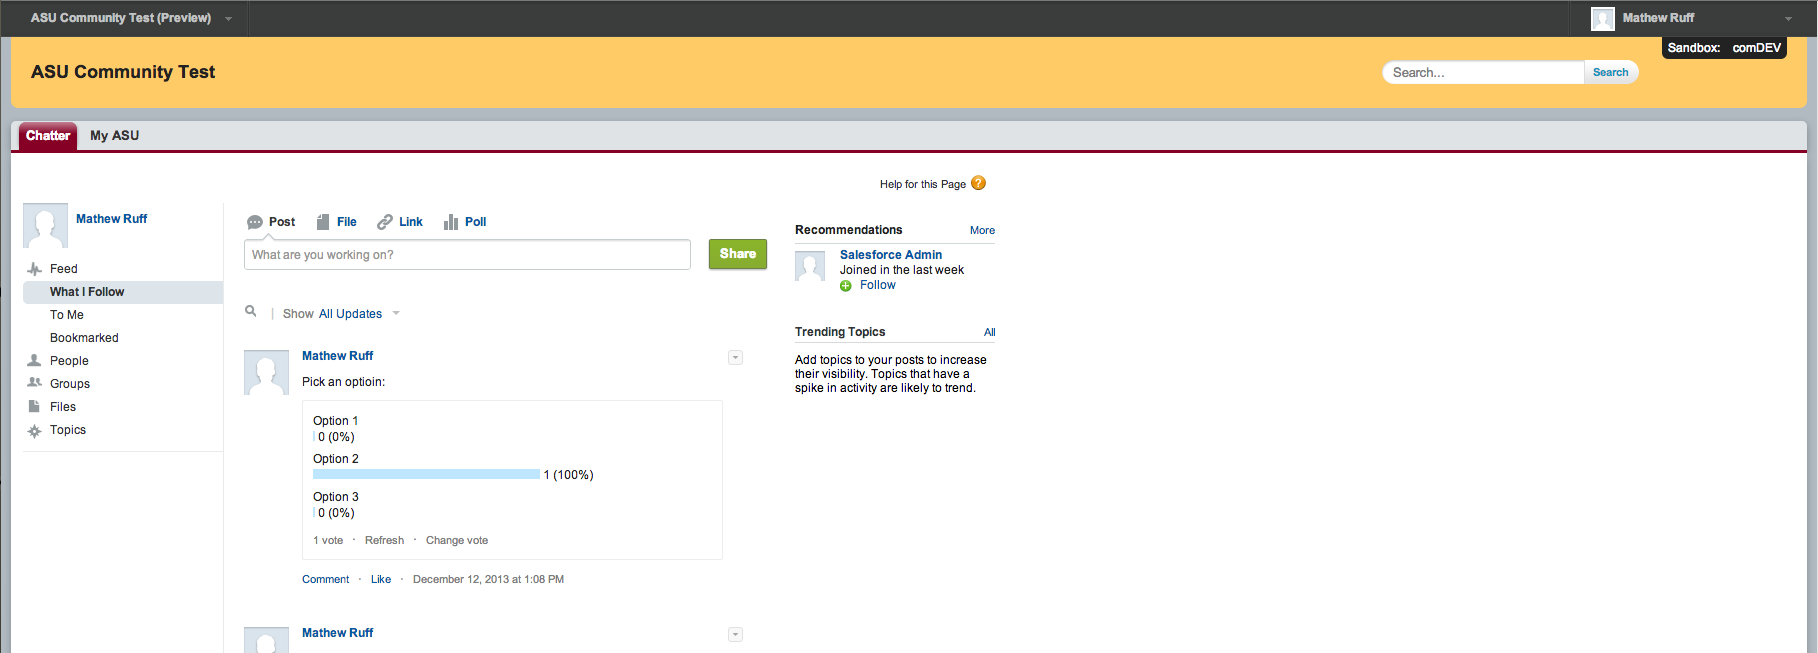 ASU Community Test (Preview)
Mathew Ruff
Sandbox: comDEV
ASU Community Test
Search...
Search
Chatter
My ASU
Help for this Page ?
Mathew Ruff
Feed
What I Follow
To Me
Bookmarked
People
Groups
Files
Topics
Post
File
Link
Poll
What are you working on?
Share
Show All Updates
Mathew Ruff
Pick an optioin:
Option 1
0 (0%)
Option 2
1 (100%)
Option 3
0 (0%)
1 vote · Refresh · Change vote
Comment · Like · December 12, 2013 at 1:08 PM
Mathew Ruff
Recommendations
More
Salesforce Admin
Joined in the last week
Follow
Trending Topics
All
Add topics to your posts to increase
their visibility. Topics that have a
spike in activity are likely to trend.